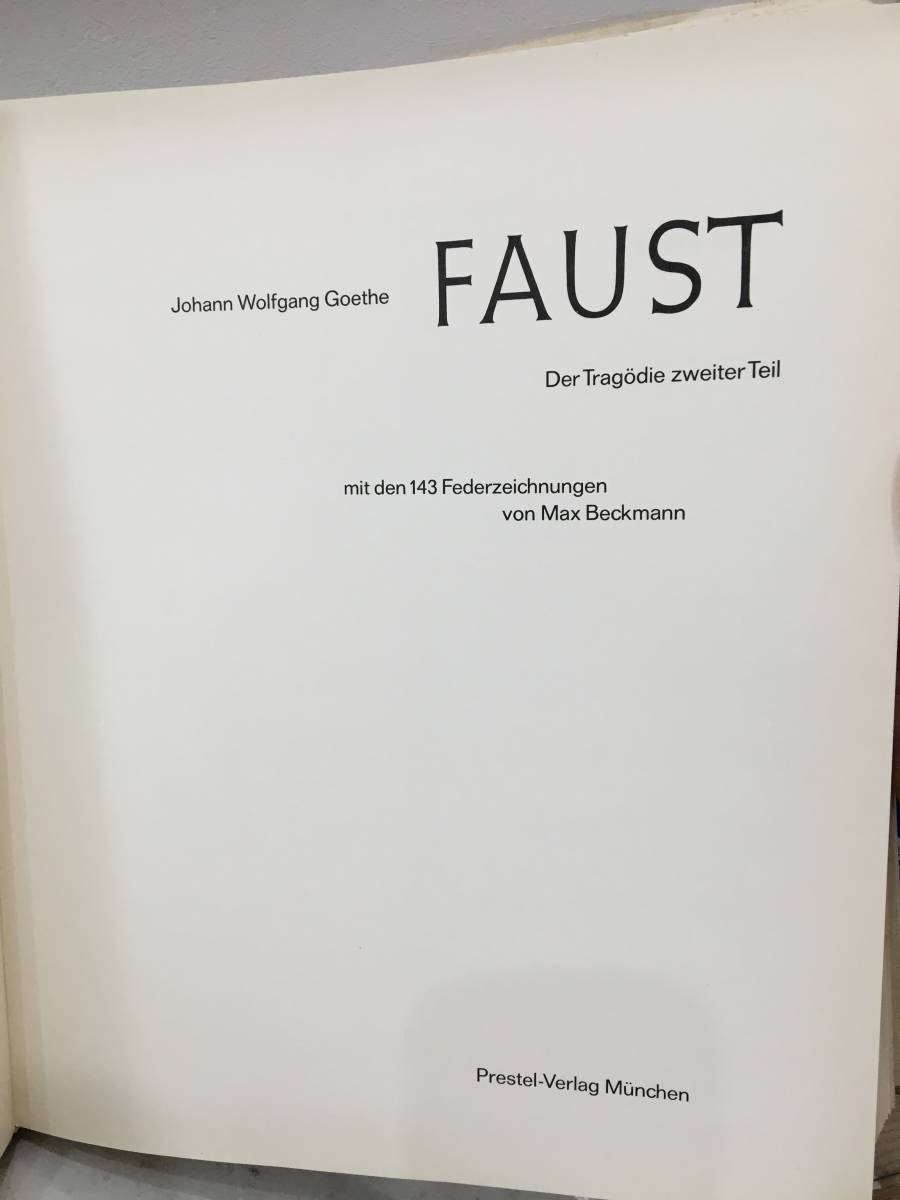 Johann Wolfgang Goethe FAUST
Der Tragödie zweiter Teil
mit den 143 Federzeichnungen
von Max Beckmann
Prestel-Verlag München